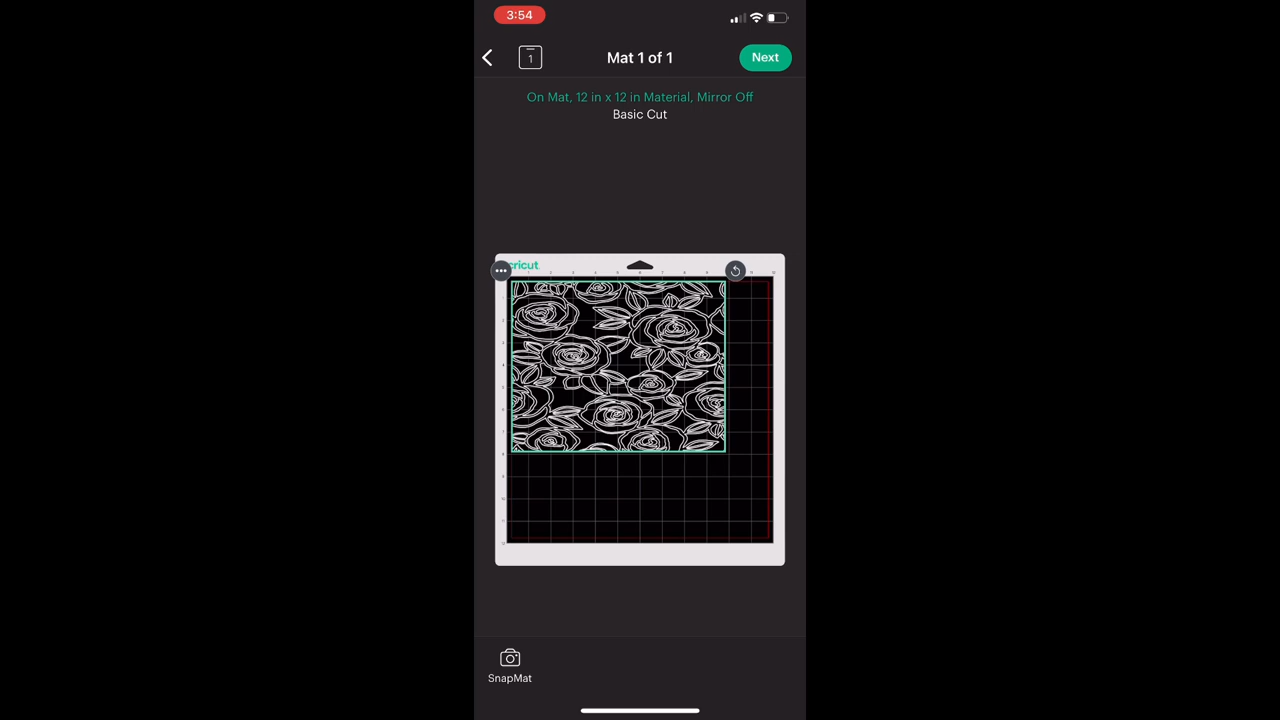 3:54
1
Mat 1 of 1
Next
On Mat, 12 in x 12 in Material, Mirror Off
Basic Cut
cricut
SnapMat